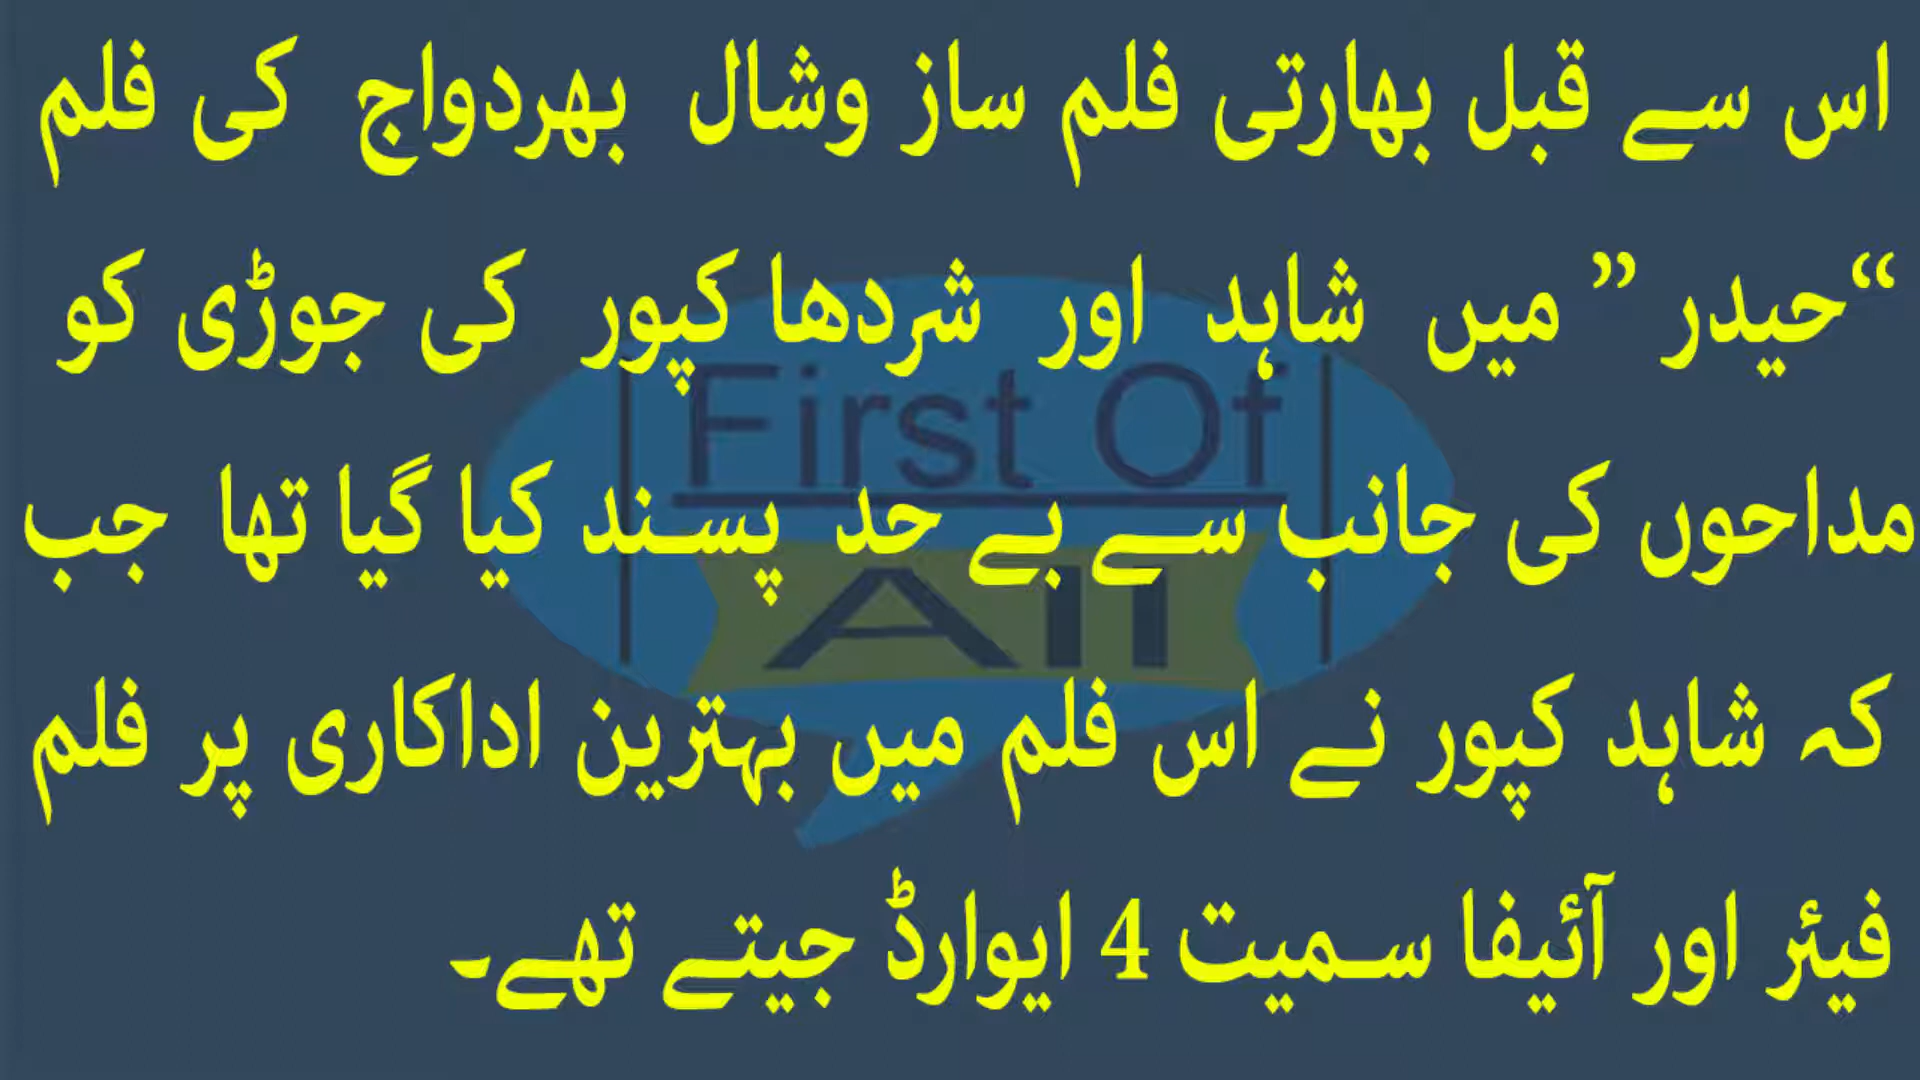 اس سے قبل بھارتی فلم ساز وشال بھردواج کی فلم
“حیدر” میں شاہد اور شردھا کپور کی جوڑی کو
مداحوں کی جانب سے بے حد پسند کیا گیا تھا جب
کہ شاہد کپور نے اس فلم میں بہترین اداکاری پر فلم
فیئر اور آئیفا سمیت 4 ایوارڈ جیتے تھے۔
First Of
All